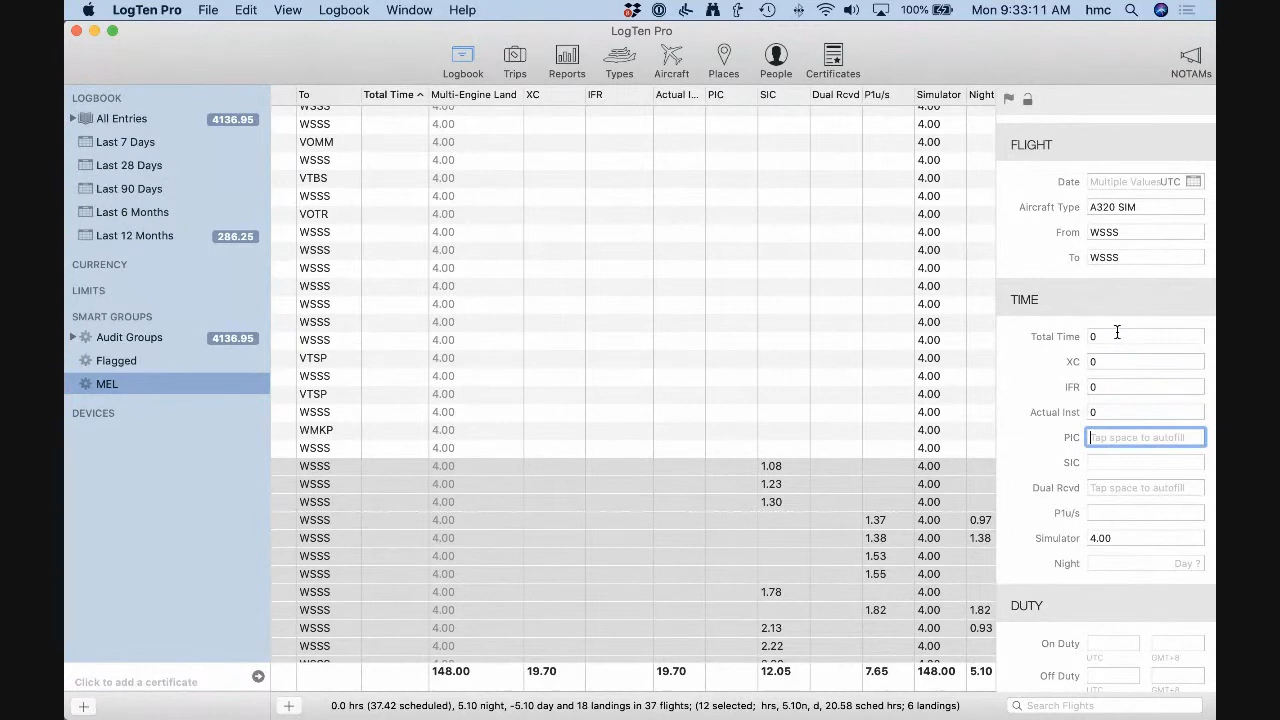 LogTen Pro File Edit View Logbook Window Help 100% Mon 9:33:11 AM hmc
LogTen Pro
Logbook Trips Reports Types Aircraft Places People Certificates NOTAMs
LOGBOOK
All Entries 4136.95
Last 7 Days
Last 28 Days
Last 90 Days
Last 6 Months
Last 12 Months 286.25
CURRENCY
LIMITS
SMART GROUPS
Audit Groups 4136.95
Flagged
MEL
DEVICES
Click to add a certificate
To Total Time Multi-Engine Land XC IFR Actual I... PIC SIC Dual Rcvd P1u/s Simulator Night
WSSS 4.00 4.00
WSSS 4.00 4.00
VOMM 4.00 4.00
WSSS 4.00 4.00
VTBS 4.00 4.00
WSSS 4.00 4.00
VOTR 4.00 4.00
WSSS 4.00 4.00
WSSS 4.00 4.00
WSSS 4.00 4.00
WSSS 4.00 4.00
WSSS 4.00 4.00
WSSS 4.00 4.00
WSSS 4.00 4.00
VTSP 4.00 4.00
WSSS 4.00 4.00
VTSP 4.00 4.00
WSSS 4.00 4.00
WMKP 4.00 4.00
WSSS 4.00 4.00
WSSS 4.00 1.08 4.00
WSSS 4.00 1.23 4.00
WSSS 4.00 1.30 4.00
WSSS 4.00 1.37 4.00 0.97
WSSS 4.00 1.38 4.00 1.38
WSSS 4.00 1.53 4.00
WSSS 4.00 1.55 4.00
WSSS 4.00 1.78 4.00
WSSS 4.00 1.82 4.00 1.82
WSSS 4.00 2.13 4.00 0.93
WSSS 4.00 2.22 4.00
148.00 19.70 19.70 12.05 7.65 148.00 5.10
0.0 hrs (37.42 scheduled), 5.10 night, -5.10 day and 18 landings in 37 flights; (12 selected; hrs, 5.10n, d, 20.58 sched hrs; 6 landings)
FLIGHT
Date Multiple Values UTC
Aircraft Type A320 SIM
From WSSS
To WSSS
TIME
Total Time 0
XC 0
IFR 0
Actual Inst 0
PIC Tap space to autofill
SIC
Dual Rcvd Tap space to autofill
P1u/s
Simulator 4.00
Night Day ?
DUTY
On Duty
UTC GMT+8
Off Duty
UTC GMT+8
Search Flights